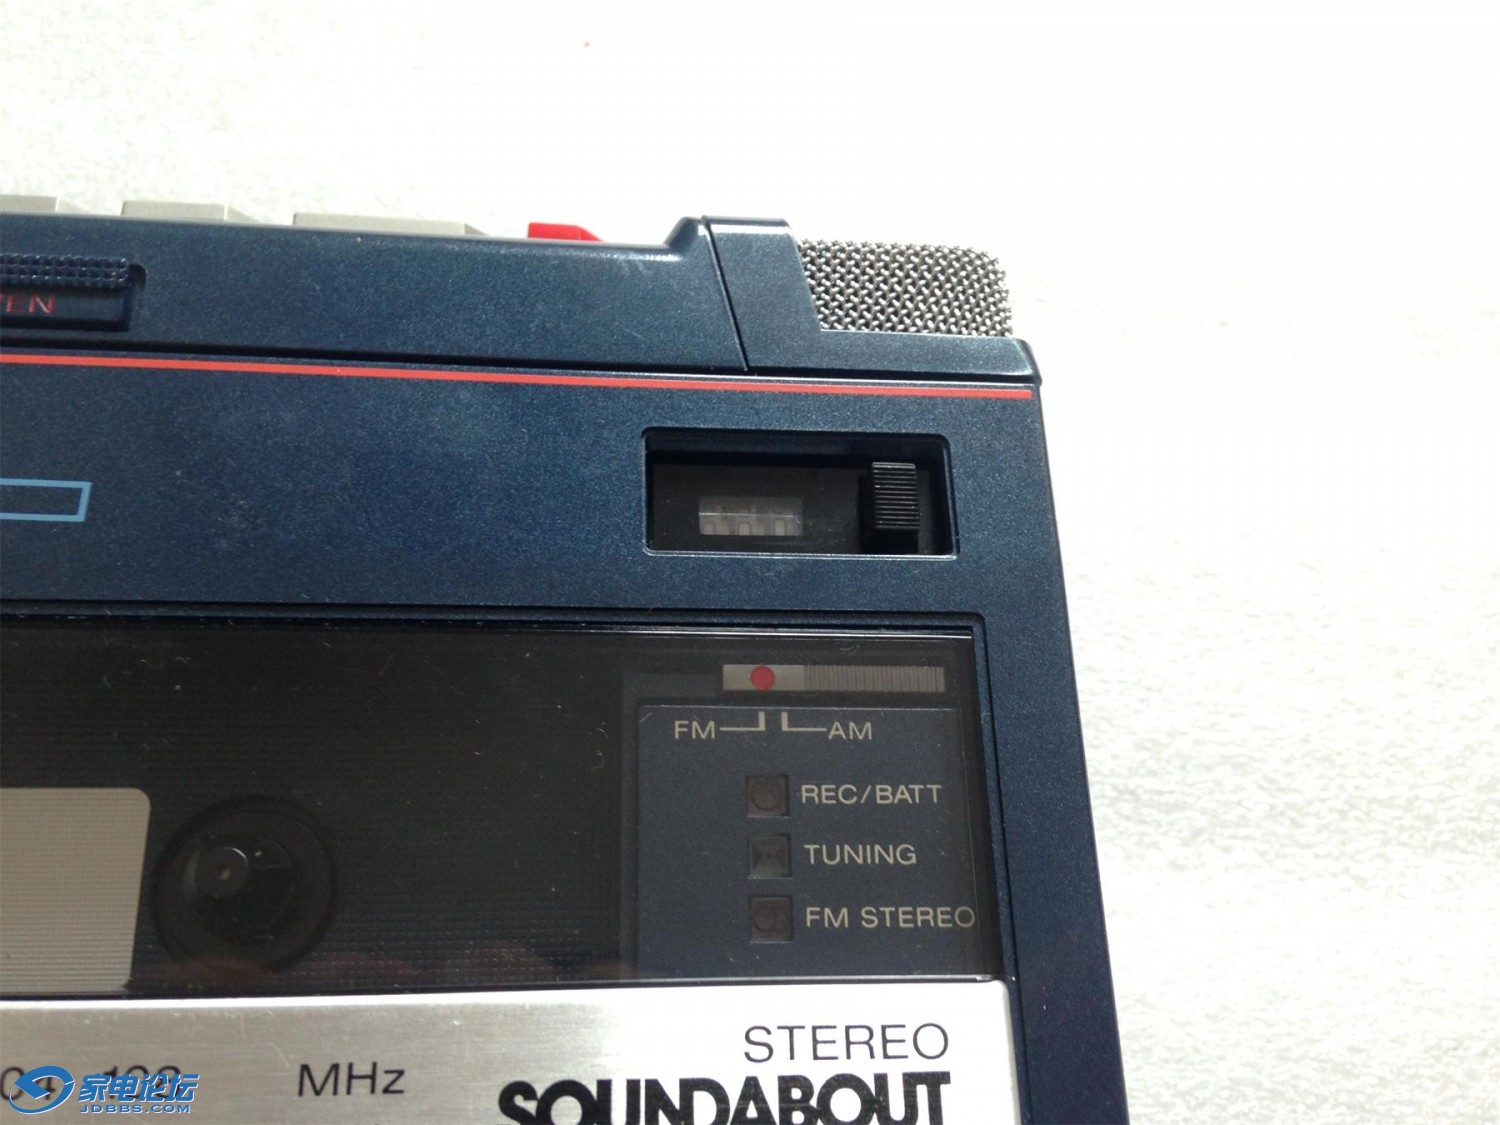 FM AM
REC/BATT
TUNING
FM STEREO
STEREO
MHz
SOUNDABOUT
家电论坛
JDBBS.COM